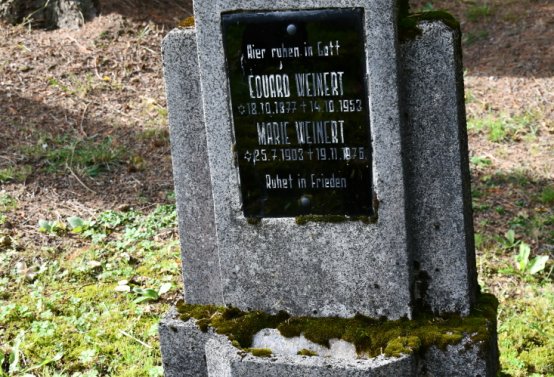 Hier ruhen in Gott
EDUARD WEINERT
✧18.10.1877 ✝ 14.10.1953
MARIE WEINERT
✧25.7.1903 ✝ 19.11.1976
Ruhet in Frieden